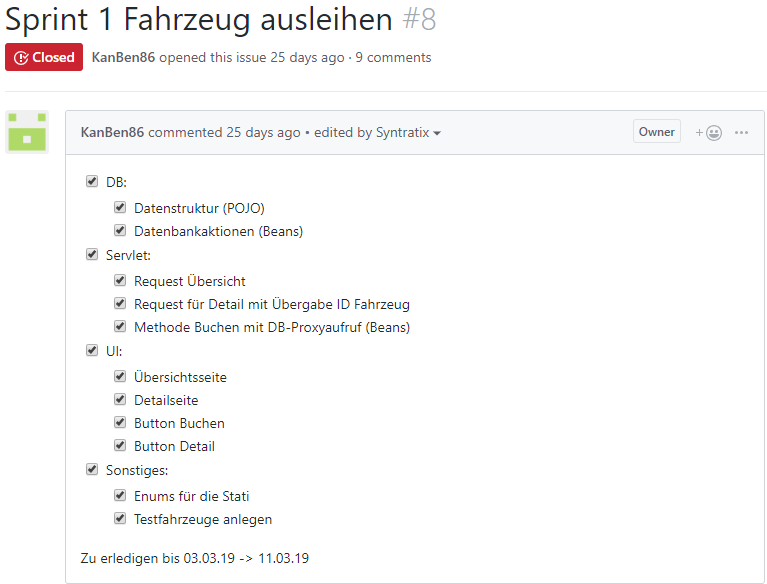 Sprint 1 Fahrzeug ausleihen #8
Closed KanBen86 opened this issue 25 days ago · 9 comments
KanBen86 commented 25 days ago • edited by Syntratix Owner
DB:
Datenstruktur (POJO)
Datenbankaktionen (Beans)
Servlet:
Request Übersicht
Request für Detail mit Übergabe ID Fahrzeug
Methode Buchen mit DB-Proxyaufruf (Beans)
UI:
Übersichtsseite
Detailseite
Button Buchen
Button Detail
Sonstiges:
Enums für die Stati
Testfahrzeuge anlegen
Zu erledigen bis 03.03.19 -> 11.03.19